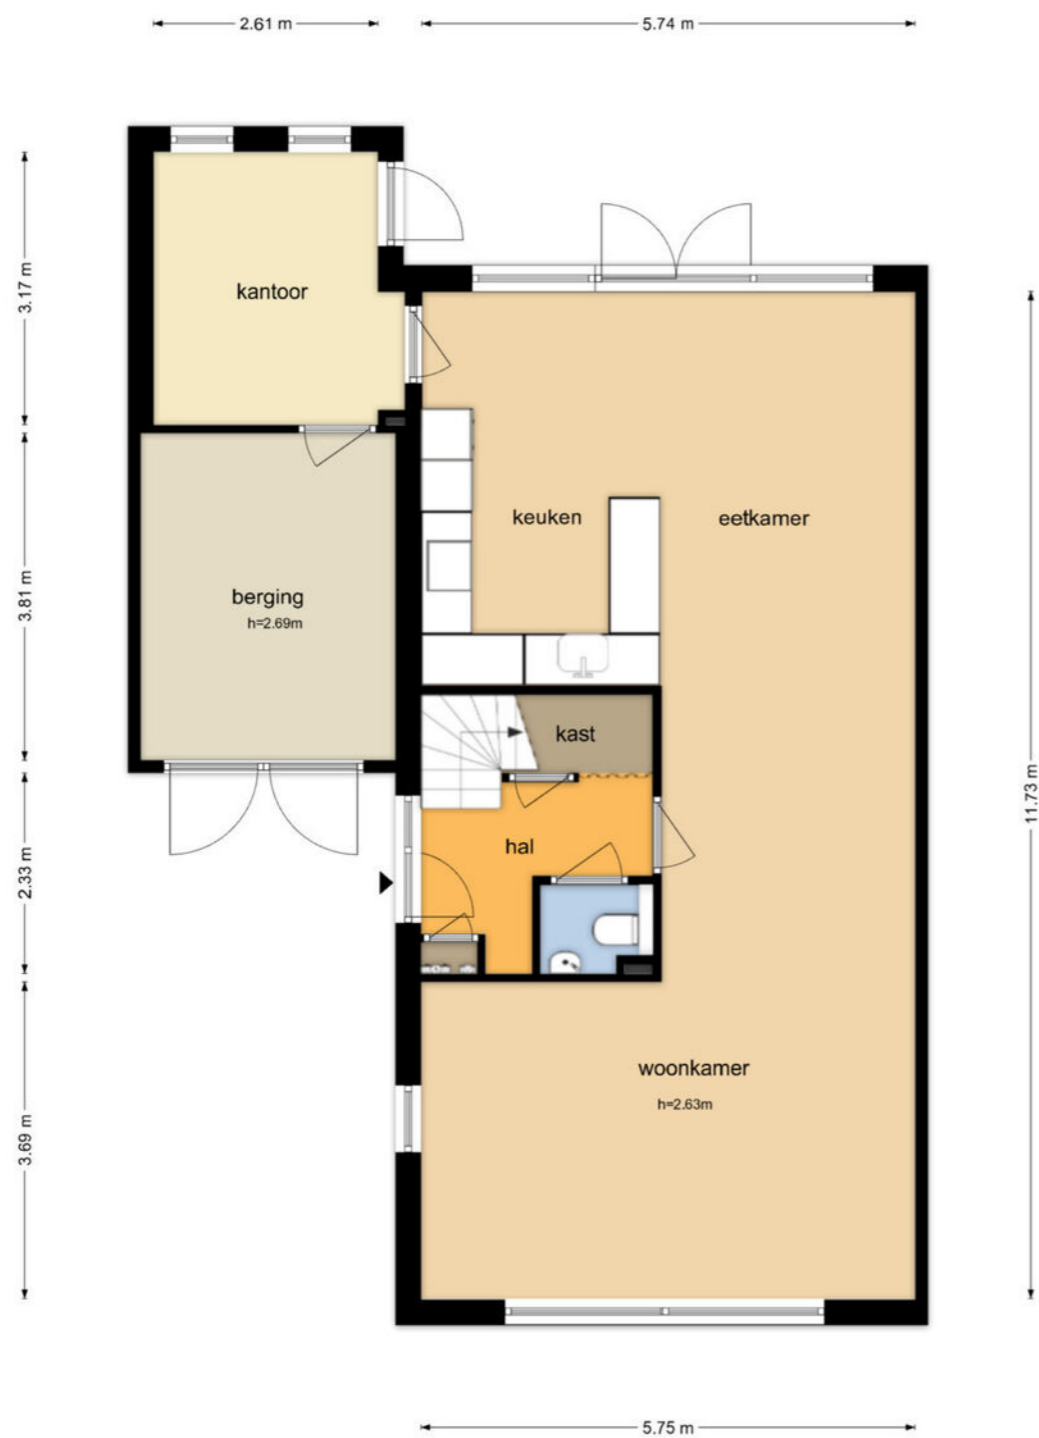 2.61 m
5.74 m
3.17 m
kantoor
keuken
eetkamer
3.81 m
berging
h=2.69m
kast
11.73 m
hal
2.33 m
woonkamer
h=2.63m
3.69 m
5.75 m